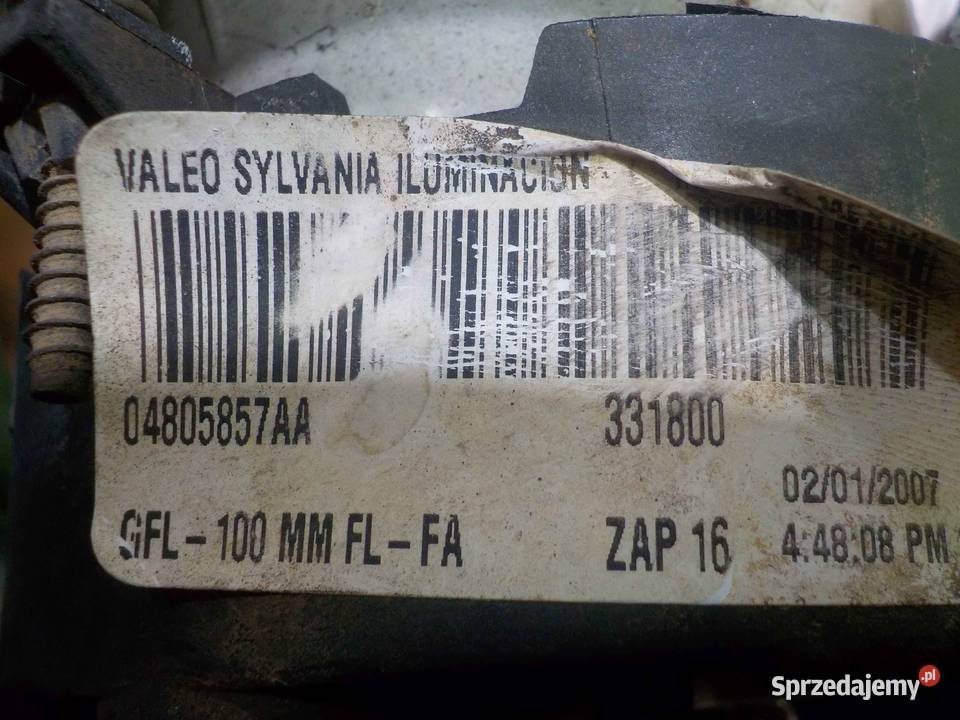 VALEO SYLVANIA ILUMINACION
04805857AA 331800
02/01/2007
GFL-100 MM FL-FA ZAP 16 4:48:08 PM
Sprzedajemy.pl